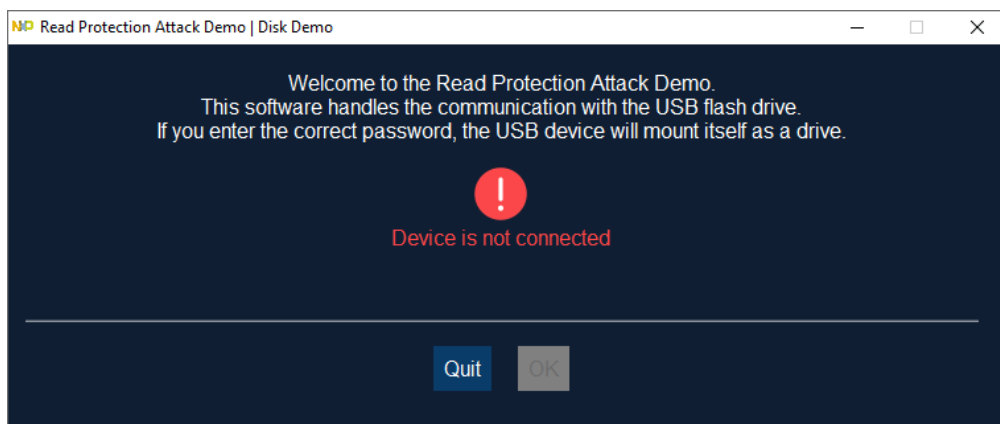 NXP Read Protection Attack Demo | Disk Demo
Welcome to the Read Protection Attack Demo.
This software handles the communication with the USB flash drive.
If you enter the correct password, the USB device will mount itself as a drive.
!
Device is not connected
Quit OK